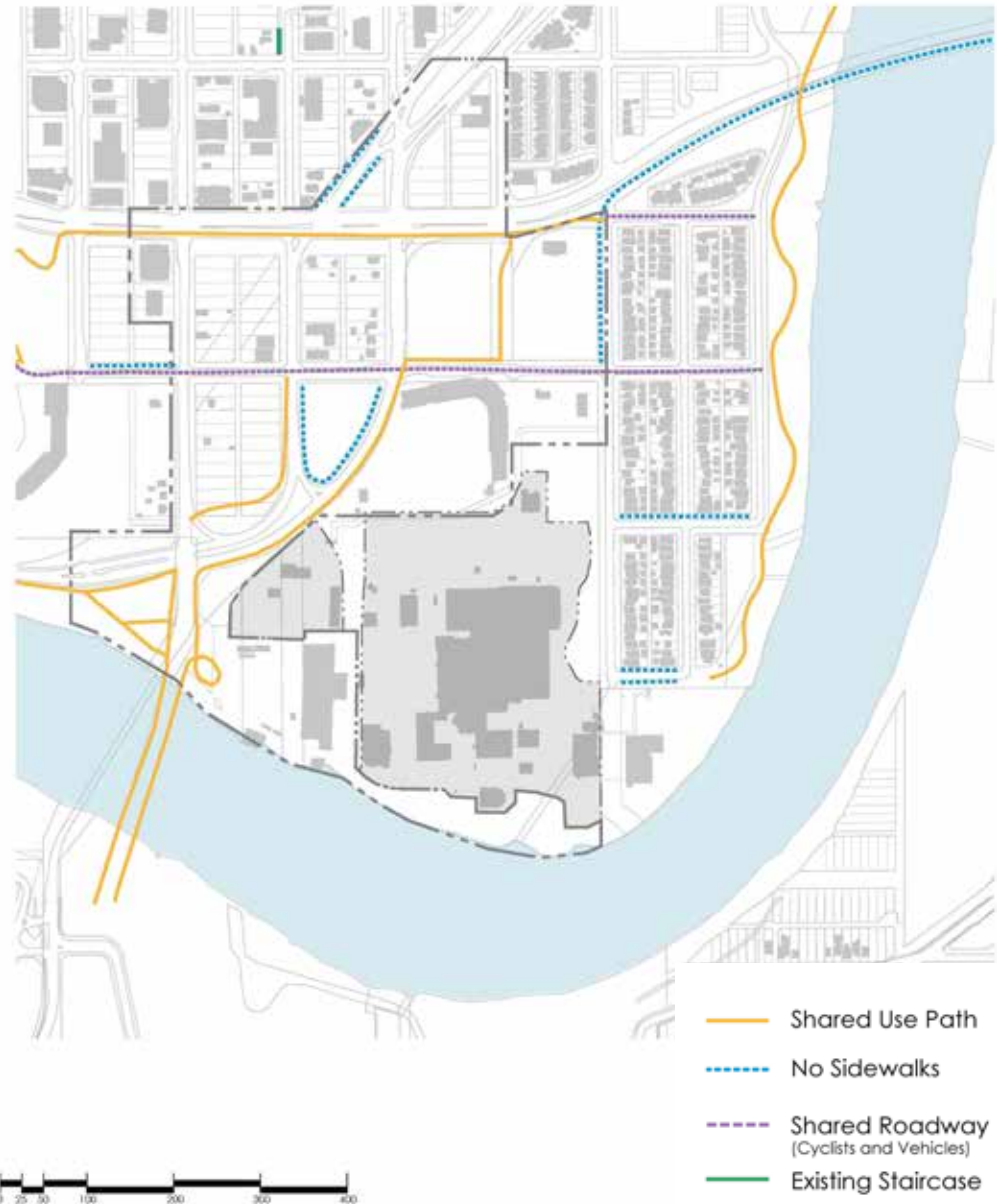 Shared Use Path
No Sidewalks
Shared Roadway
(Cyclists and Vehicles)
Existing Staircase
25 50 100 200 300 400